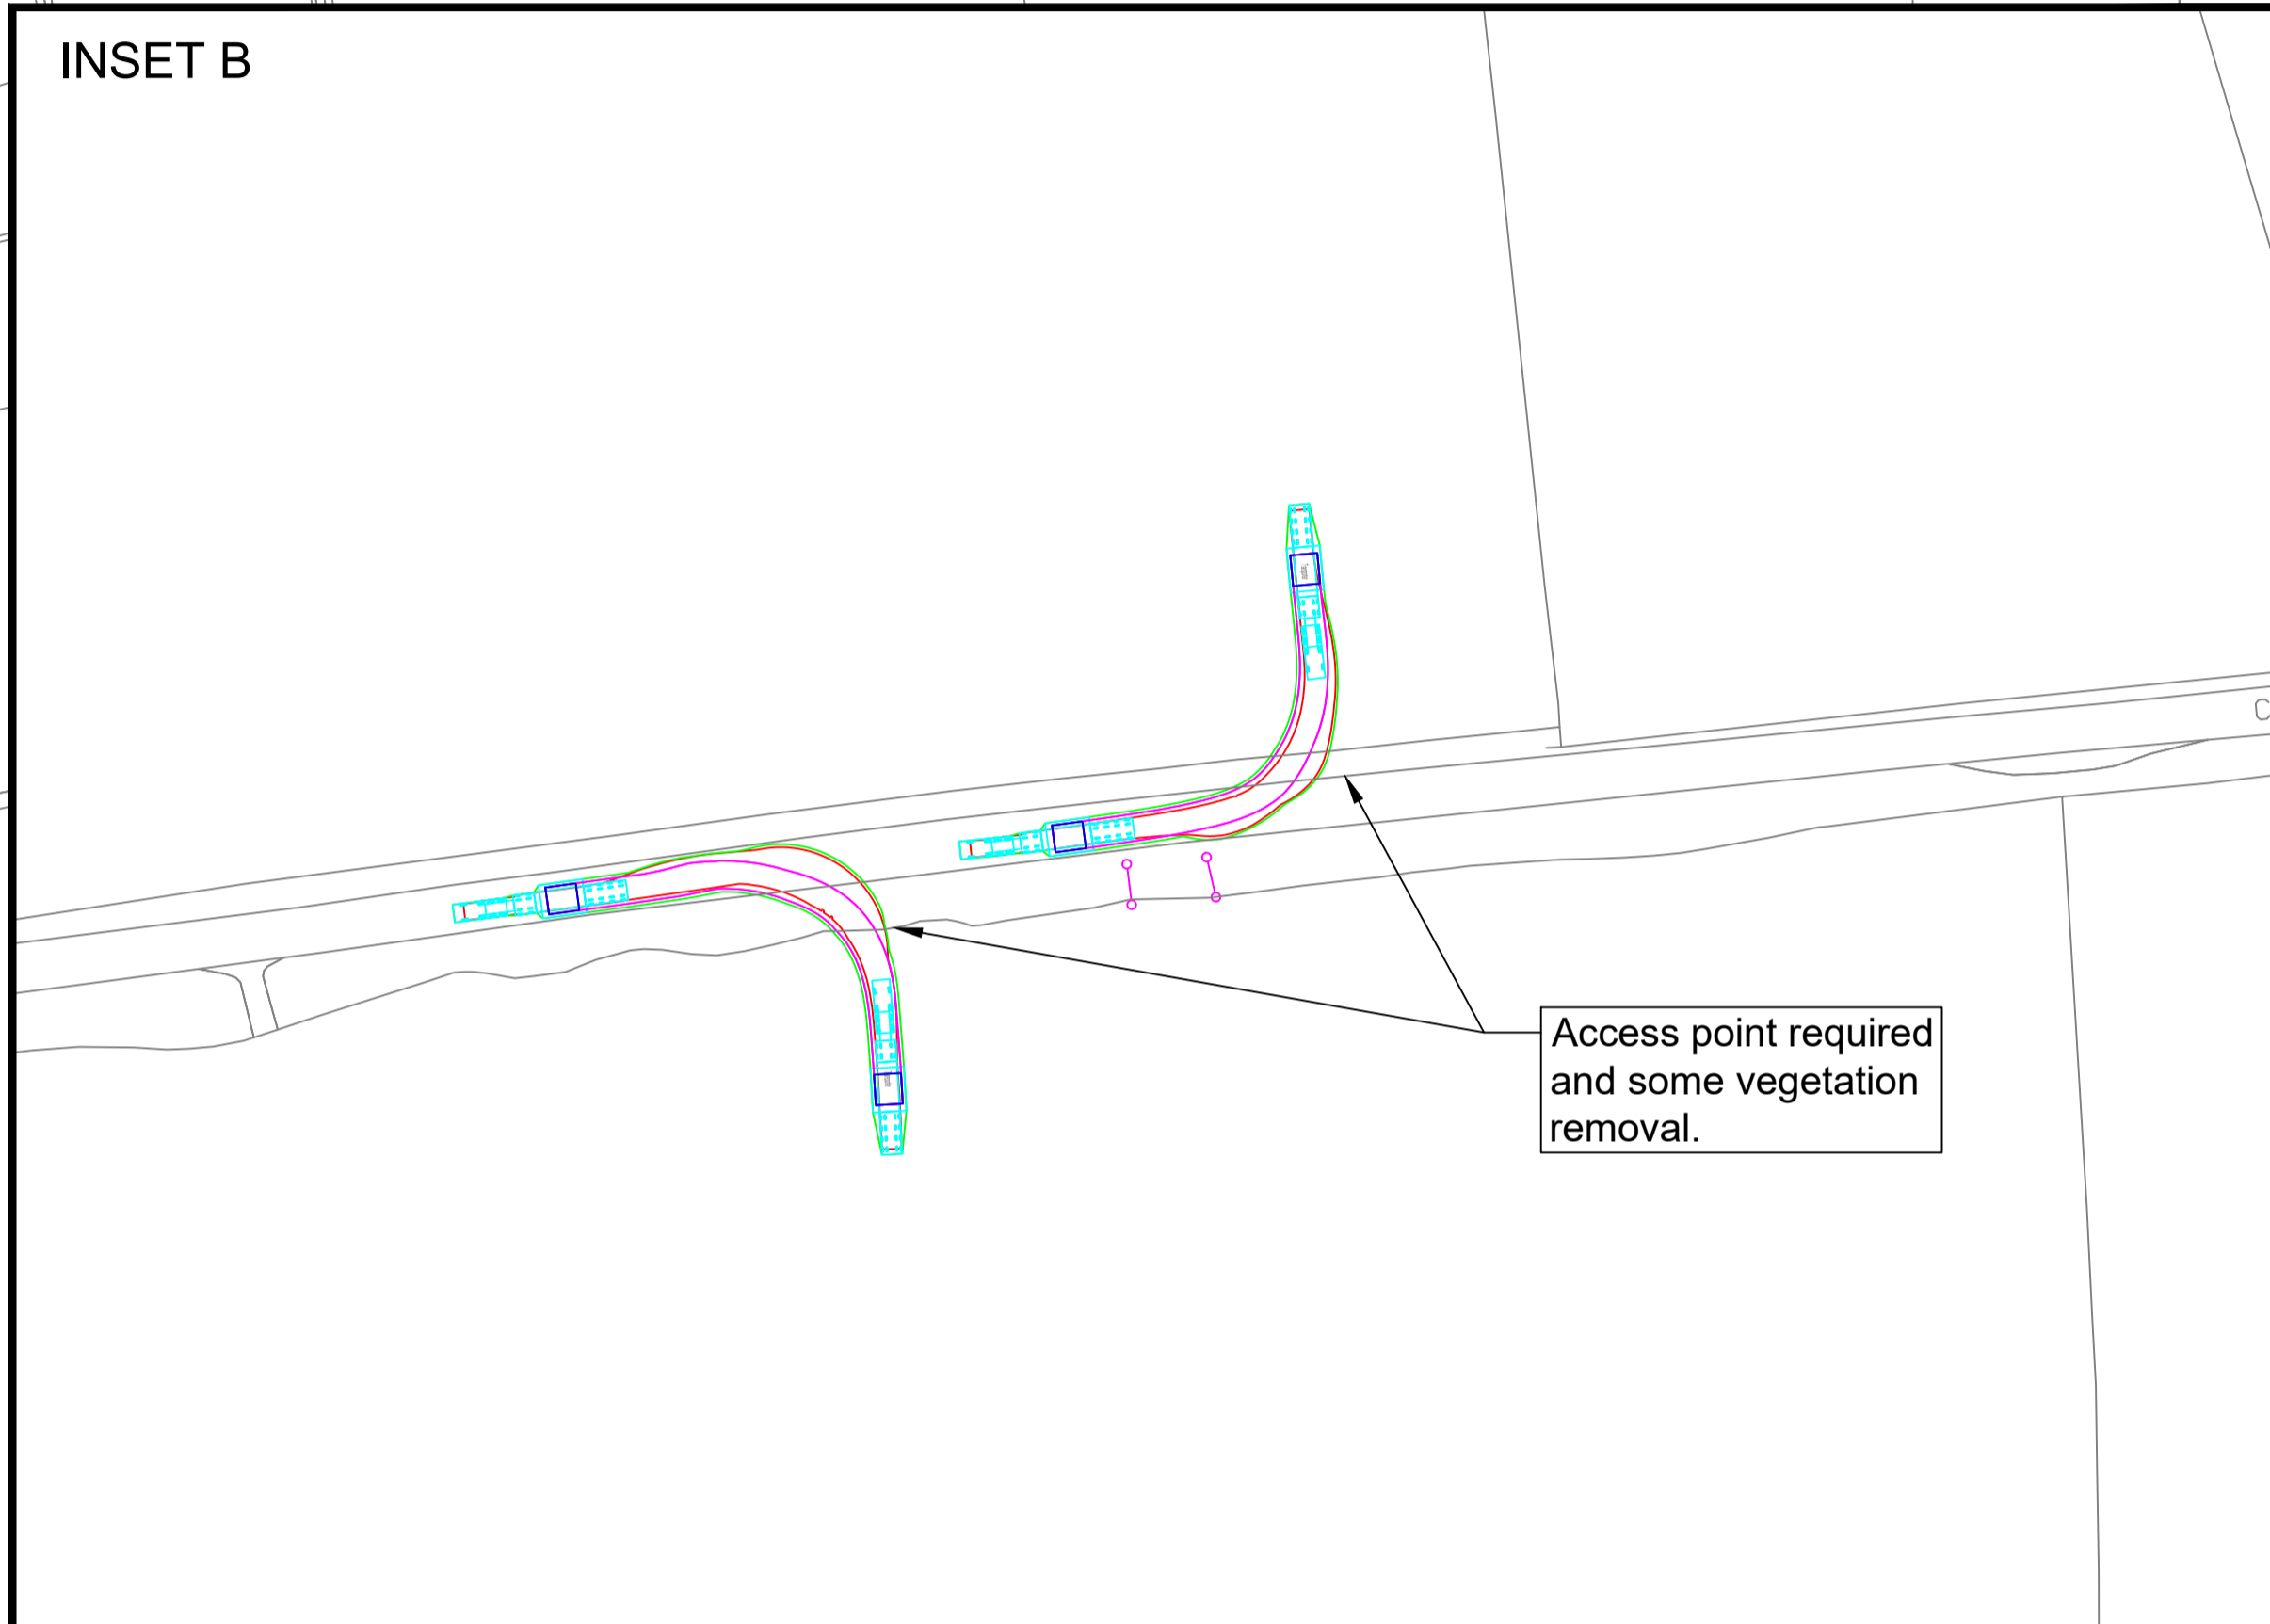 INSET B
Access point required
and some vegetation
removal.